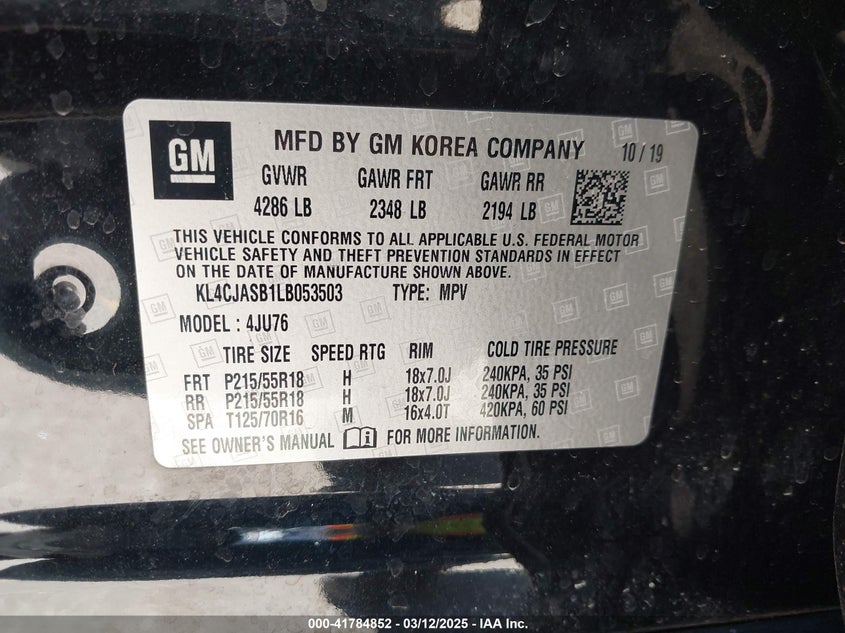 GM
MFD BY GM KOREA COMPANY 10 / 19
GVWR GAWR FRT GAWR RR
4286 LB 2348 LB 2194 LB
THIS VEHICLE CONFORMS TO ALL APPLICABLE U.S. FEDERAL MOTOR
VEHICLE SAFETY AND THEFT PREVENTION STANDARDS IN EFFECT
ON THE DATE OF MANUFACTURE SHOWN ABOVE.
KL4CJASB1LB053503 TYPE: MPV
MODEL : 4JU76
TIRE SIZE SPEED RTG RIM COLD TIRE PRESSURE
FRT P215/55R18 H 18x7.0J 240KPA, 35 PSI
RR P215/55R18 H 18x7.0J 240KPA, 35 PSI
SPA T125/70R16 M 16x4.0T 420KPA, 60 PSI
SEE OWNER'S MANUAL FOR MORE INFORMATION.
000-41784852 - 03/12/2025 - IAA Inc.